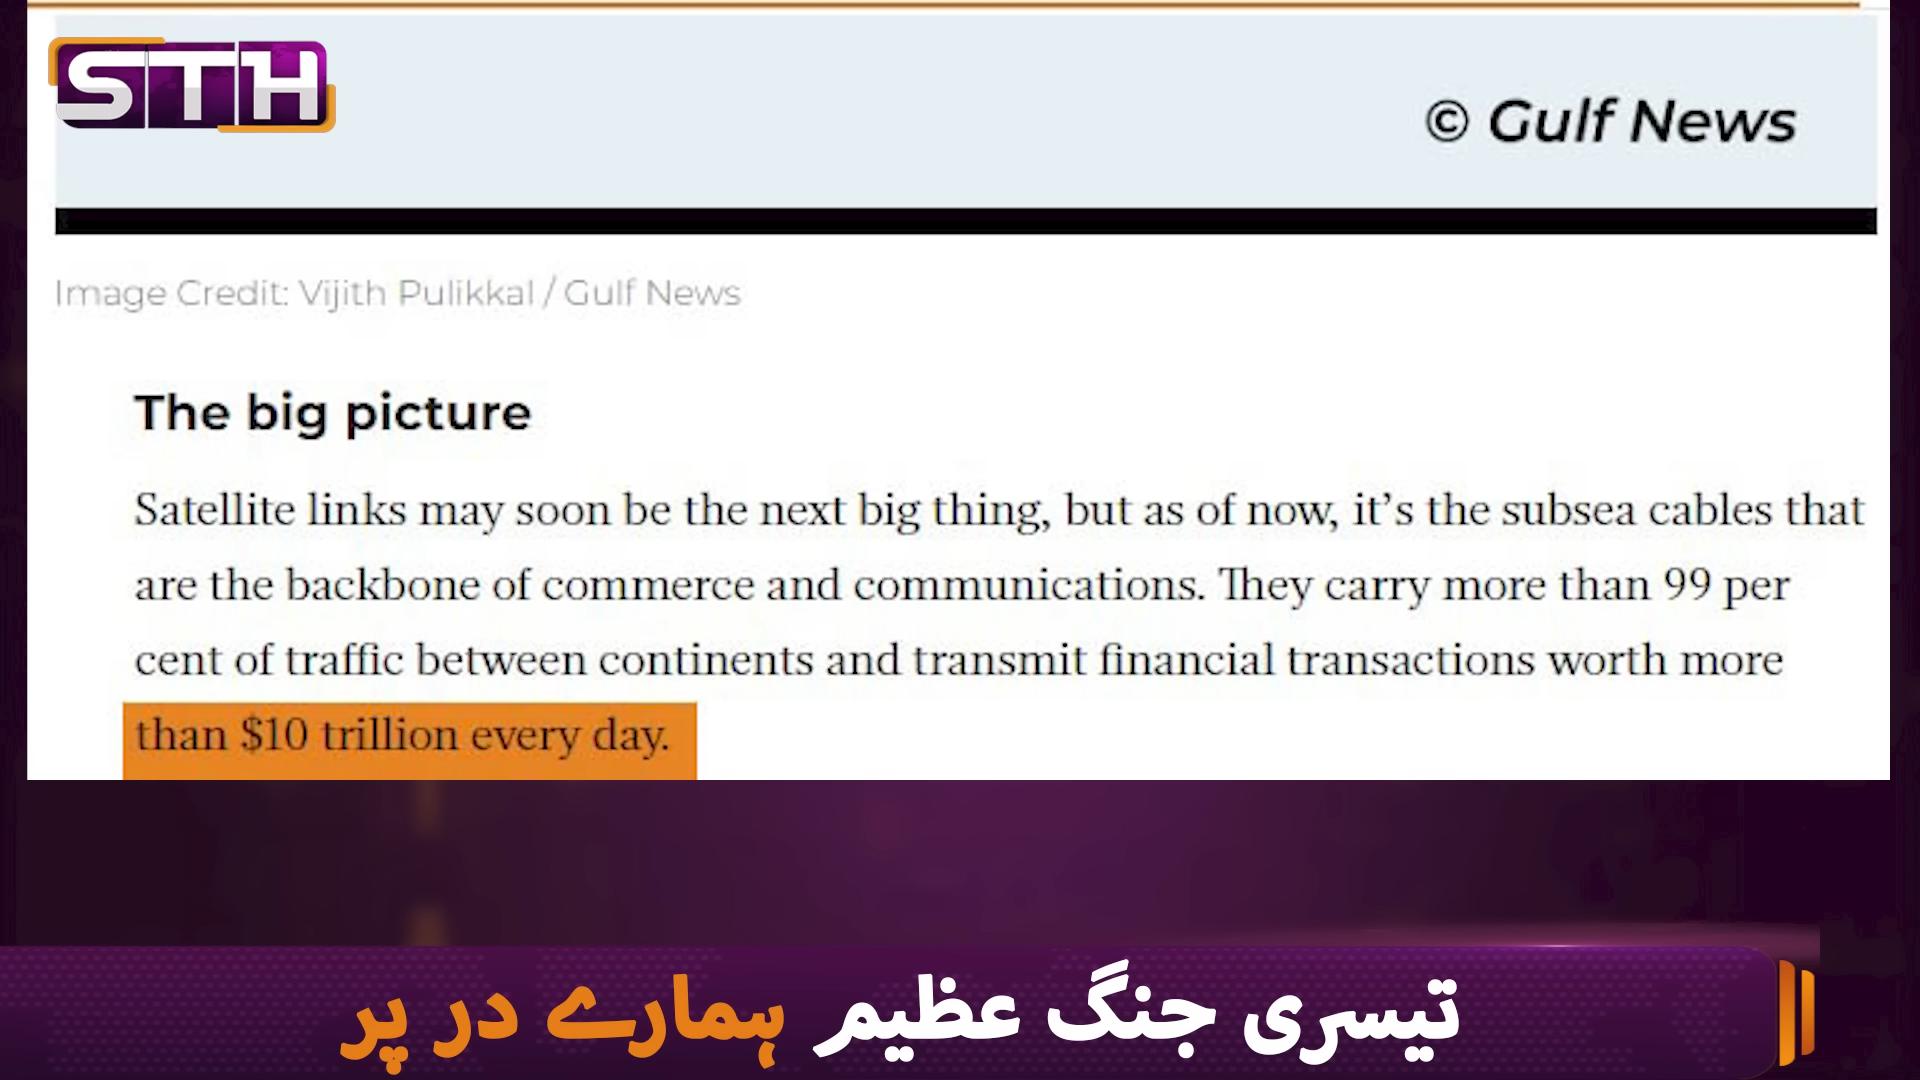 STH
© Gulf News
Image Credit: Vijith Pulikkal / Gulf News
The big picture
Satellite links may soon be the next big thing, but as of now, it’s the subsea cables that
are the backbone of commerce and communications. They carry more than 99 per
cent of traffic between continents and transmit financial transactions worth more
than $10 trillion every day.
تیسری جنگ عظیم ہمارے در پر